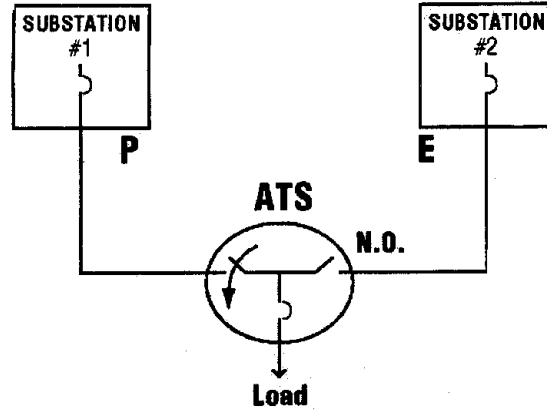 SUBSTATION
#1
SUBSTATION
#2
P
E
ATS
N.O.
Load